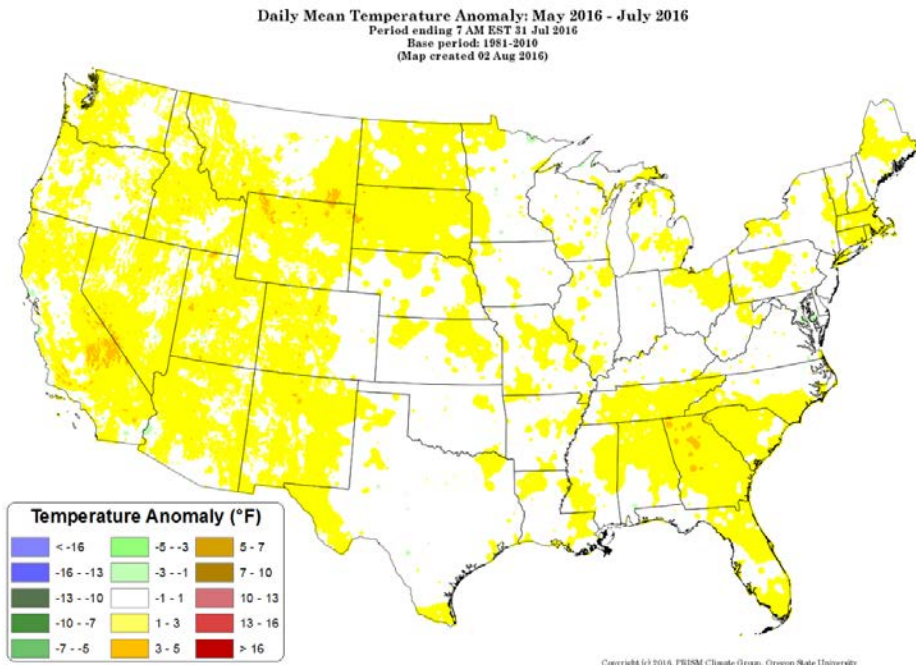 Daily Mean Temperature Anomaly: May 2016 - July 2016
Period ending 7 AM EST 31 Jul 2016
Base period: 1981-2010
(Map created 02 Aug 2016)
Temperature Anomaly (°F)
< -16
-16 - -13
-13 - -10
-10 - -7
-7 - -5
-5 - -3
-3 - -1
-1 - 1
1 - 3
3 - 5
5 - 7
7 - 10
10 - 13
13 - 16
> 16
Copyright (c) 2016, PRISM Climate Group, Oregon State University